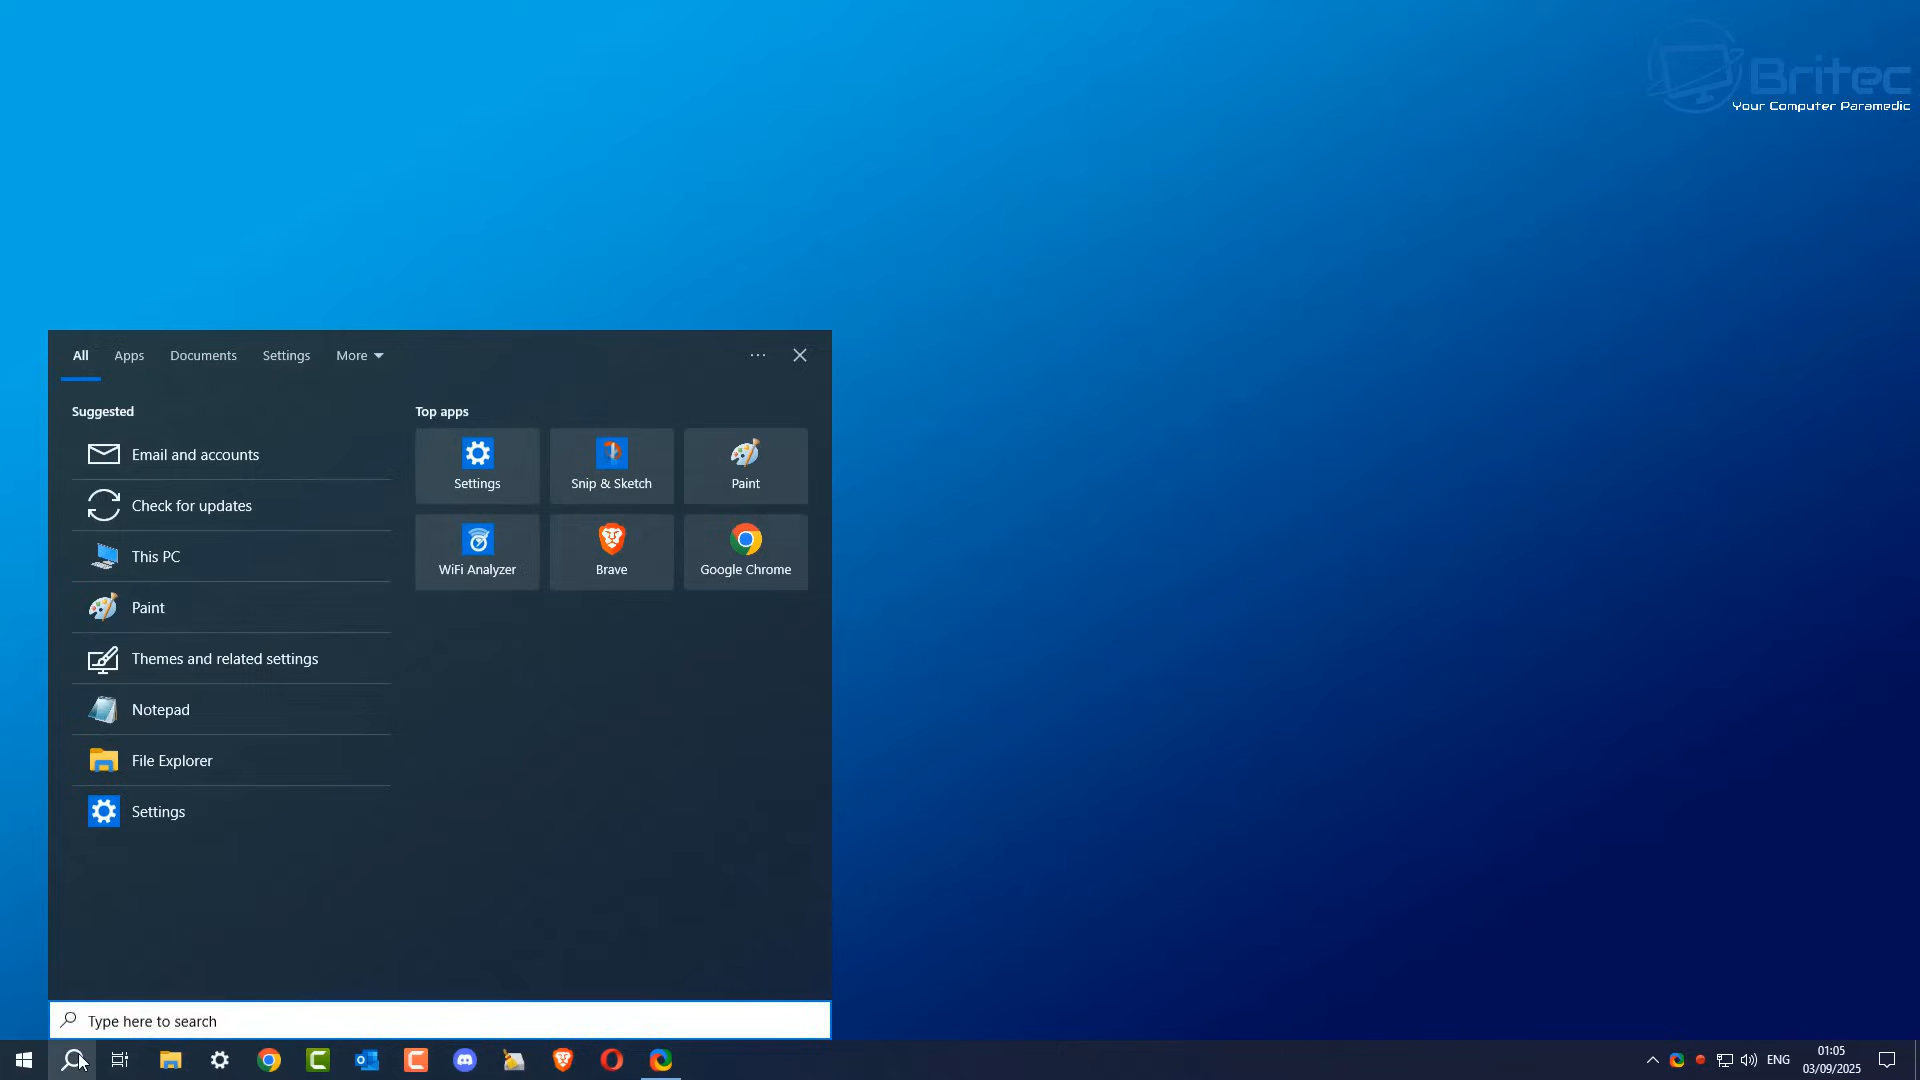 Britec
Your Computer Paramedic
All Apps Documents Settings More
Suggested
Email and accounts
Check for updates
This PC
Paint
Themes and related settings
Notepad
File Explorer
Settings
Top apps
Settings Snip & Sketch Paint
WiFi Analyzer Brave Google Chrome
Type here to search
ENG
01:05
03/09/2025